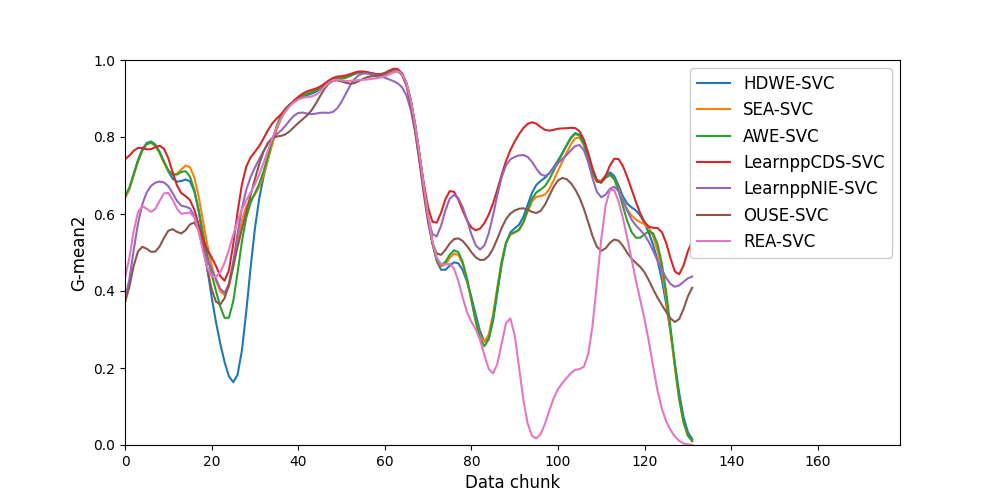 1.0
0.8
0.6
0.4
0.2
0.0
G-mean2
0 20 40 60 80 100 120 140 160
Data chunk
HDWE-SVC
SEA-SVC
AWE-SVC
LearnppCDS-SVC
LearnppNIE-SVC
OUSE-SVC
REA-SVC